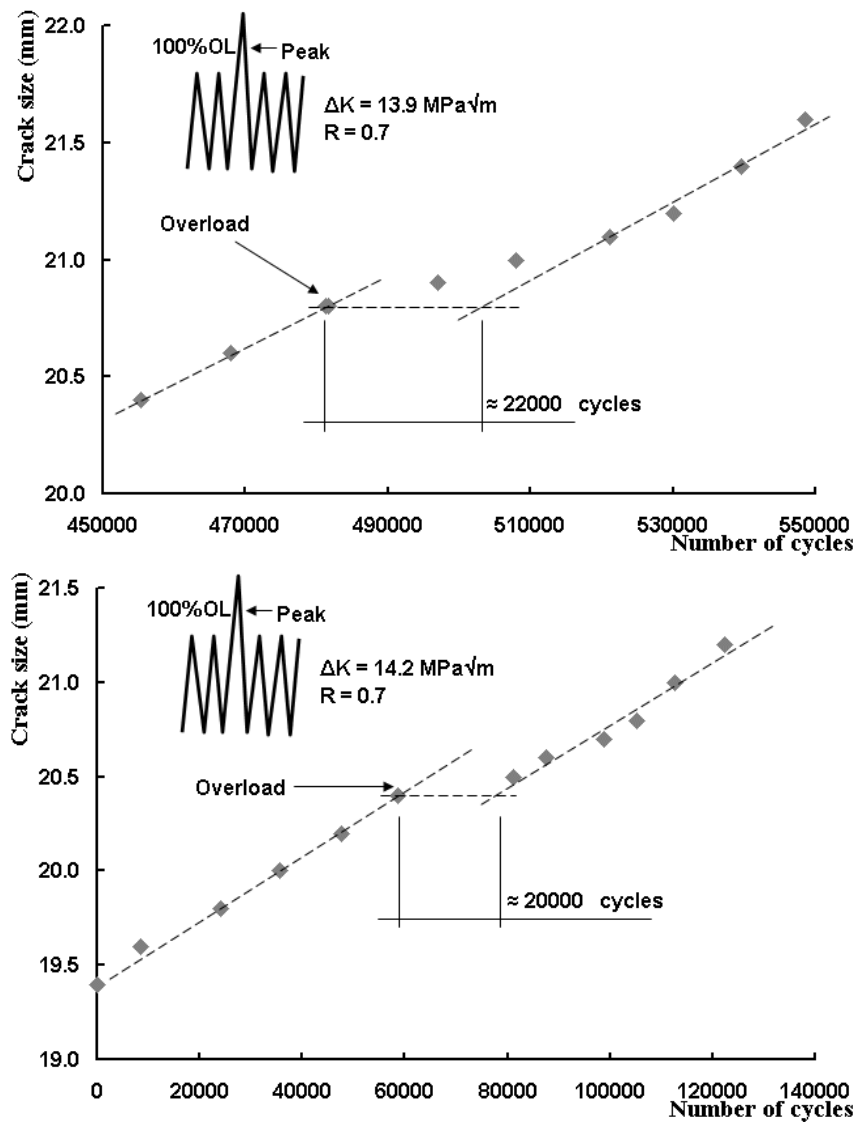 Crack size (mm)
22.0
21.5
21.0
20.5
20.0
100%OL
Peak
ΔK = 13.9 MPa√m
R = 0.7
Overload
≈ 22000 cycles
450000 470000 490000 510000 530000 550000
Number of cycles
Crack size (mm)
21.5
21.0
20.5
20.0
19.5
19.0
100%OL
Peak
ΔK = 14.2 MPa√m
R = 0.7
Overload
≈ 20000 cycles
0 20000 40000 60000 80000 100000 120000 140000
Number of cycles